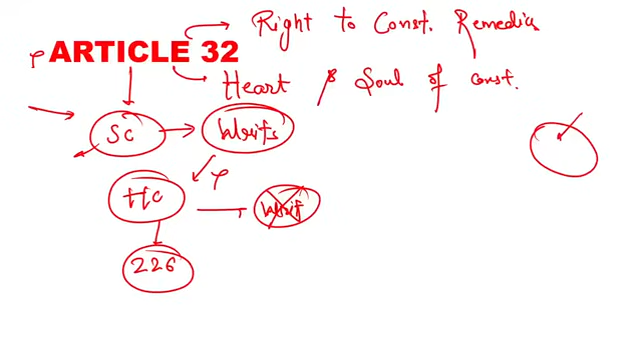 Right to Const. Remedies
ARTICLE 32
Heart & Soul of const.
SC
Writs
HC
Writ
226